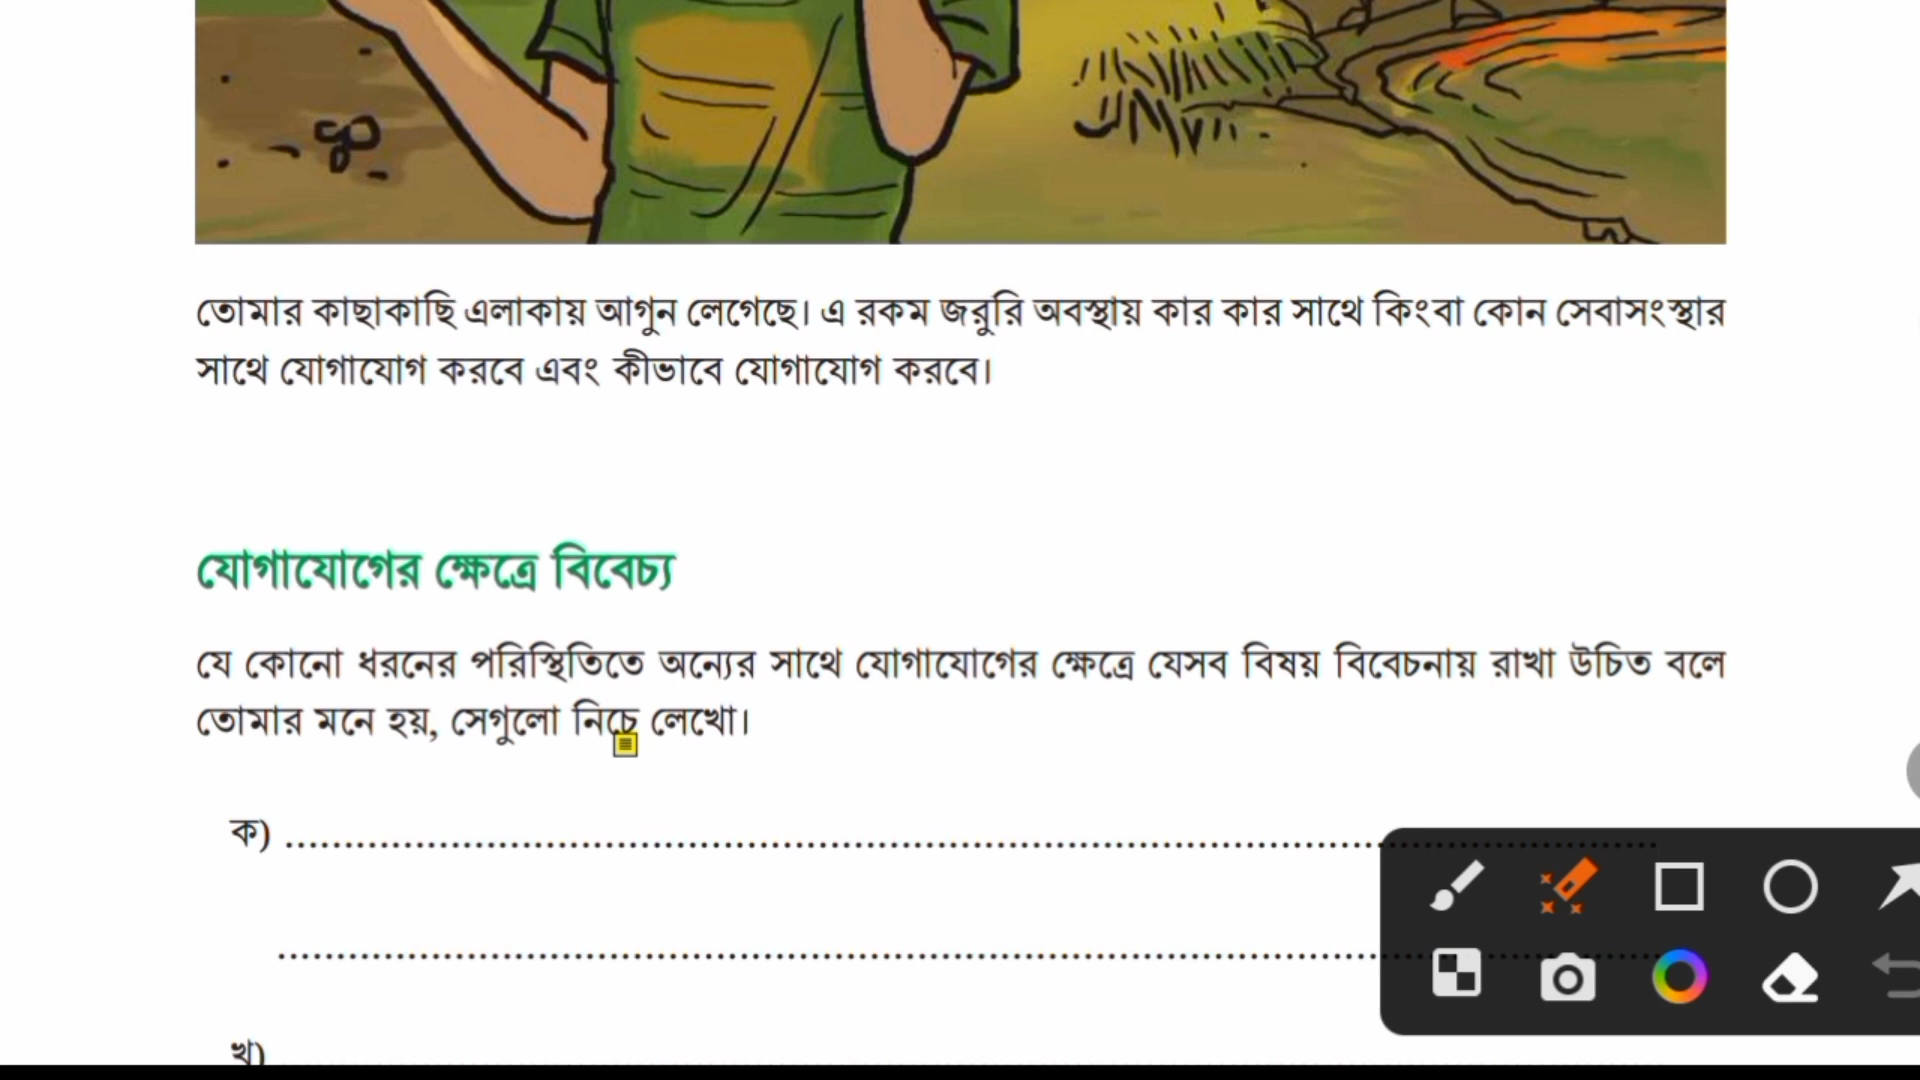 তোমার কাছাকাছি এলাকায় আগুন লেগেছে। এ রকম জরুরি অবস্থায় কার কার সাথে কিংবা কোন সেবাসংস্থার
সাথে যোগাযোগ করবে এবং কীভাবে যোগাযোগ করবে।
যোগাযোগের ক্ষেত্রে বিবেচ্য
যে কোনো ধরনের পরিস্থিতিতে অন্যের সাথে যোগাযোগের ক্ষেত্রে যেসব বিষয় বিবেচনায় রাখা উচিত বলে
তোমার মনে হয়, সেগুলো নিচে লেখো।
ক)
খ)